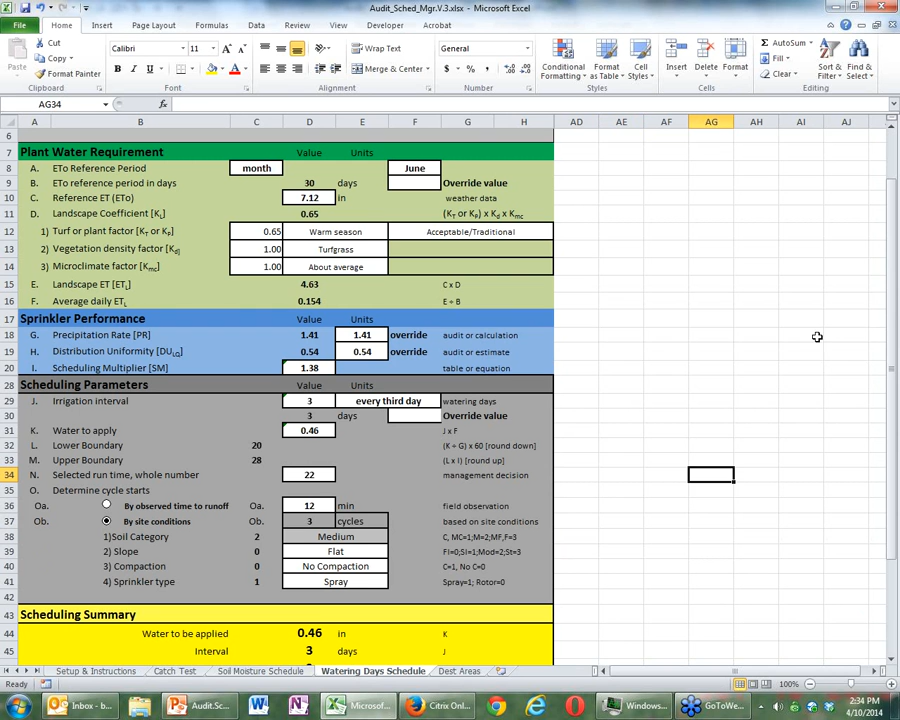 Audit_Sched_Mgr.V.3.xlsx - Microsoft Excel
File Home Insert Page Layout Formulas Data Review View Developer Acrobat
Cut Calibri 11 Wrap Text General AutoSum
Copy Fill
Paste Format Painter B I U Merge & Center $ % , Conditional Formatting Format as Table Cell Styles Insert Delete Format Clear Sort & Filter Find & Select
Clipboard Font Alignment Number Styles Cells Editing
AG34 fx
A B C D E F G H AD AE AF AG AH AI AJ
6
7 Plant Water Requirement Value Units
8 A. ETo Reference Period month June
9 B. ETo reference period in days 30 days Override value
10 C. Reference ET (ETo) 7.12 in weather data
11 D. Landscape Coefficient [KL] 0.65 (KT or KP) x Kd x Kmc
12 1) Turf or plant factor [KT or KP] 0.65 Warm season Acceptable/Traditional
13 2) Vegetation density factor [Kd] 1.00 Turfgrass
14 3) Microclimate factor [Kmc] 1.00 About average
15 E. Landscape ET [ETL] 4.63 C x D
16 F. Average daily ETL 0.154 E ÷ B
17 Sprinkler Performance Value Units
18 G. Precipitation Rate [PR] 1.41 1.41 override audit or calculation
19 H. Distribution Uniformity [DULQ] 0.54 0.54 override audit or estimate
20 I. Scheduling Multiplier [SM] 1.38 table or equation
28 Scheduling Parameters Value Units
29 J. Irrigation interval 3 every third day watering days
30 3 days Override value
31 K. Water to apply 0.46 J x F
32 L. Lower Boundary 20 (K ÷ G) x 60 [round down]
33 M. Upper Boundary 28 (L x I) [round up]
34 N. Selected run time, whole number 22 management decision
35 O. Determine cycle starts
36 Oa. By observed time to runoff Oa. 12 min field observation
37 Ob. By site conditions Ob. 3 cycles based on site conditions
38 1)Soil Category 2 Medium C, MC=1; M=2;MF,F=3
39 2) Slope 0 Flat Fl=0;Sl=1;Mod=2;St=3
40 3) Compaction 0 No Compaction C=1, No C=0
41 4) Sprinkler type 1 Spray Spray=1; Rotor=0
42
43 Scheduling Summary
44 Water to be applied 0.46 in K
45 Interval 3 days J
Setup & Instructions Catch Test Soil Moisture Schedule Watering Days Schedule Dest Areas
Ready 100%
Inbox - b... Audit.Sc... Microsof... Citrix Onl... Windows... GoToWe... 2:34 PM
4/10/2014